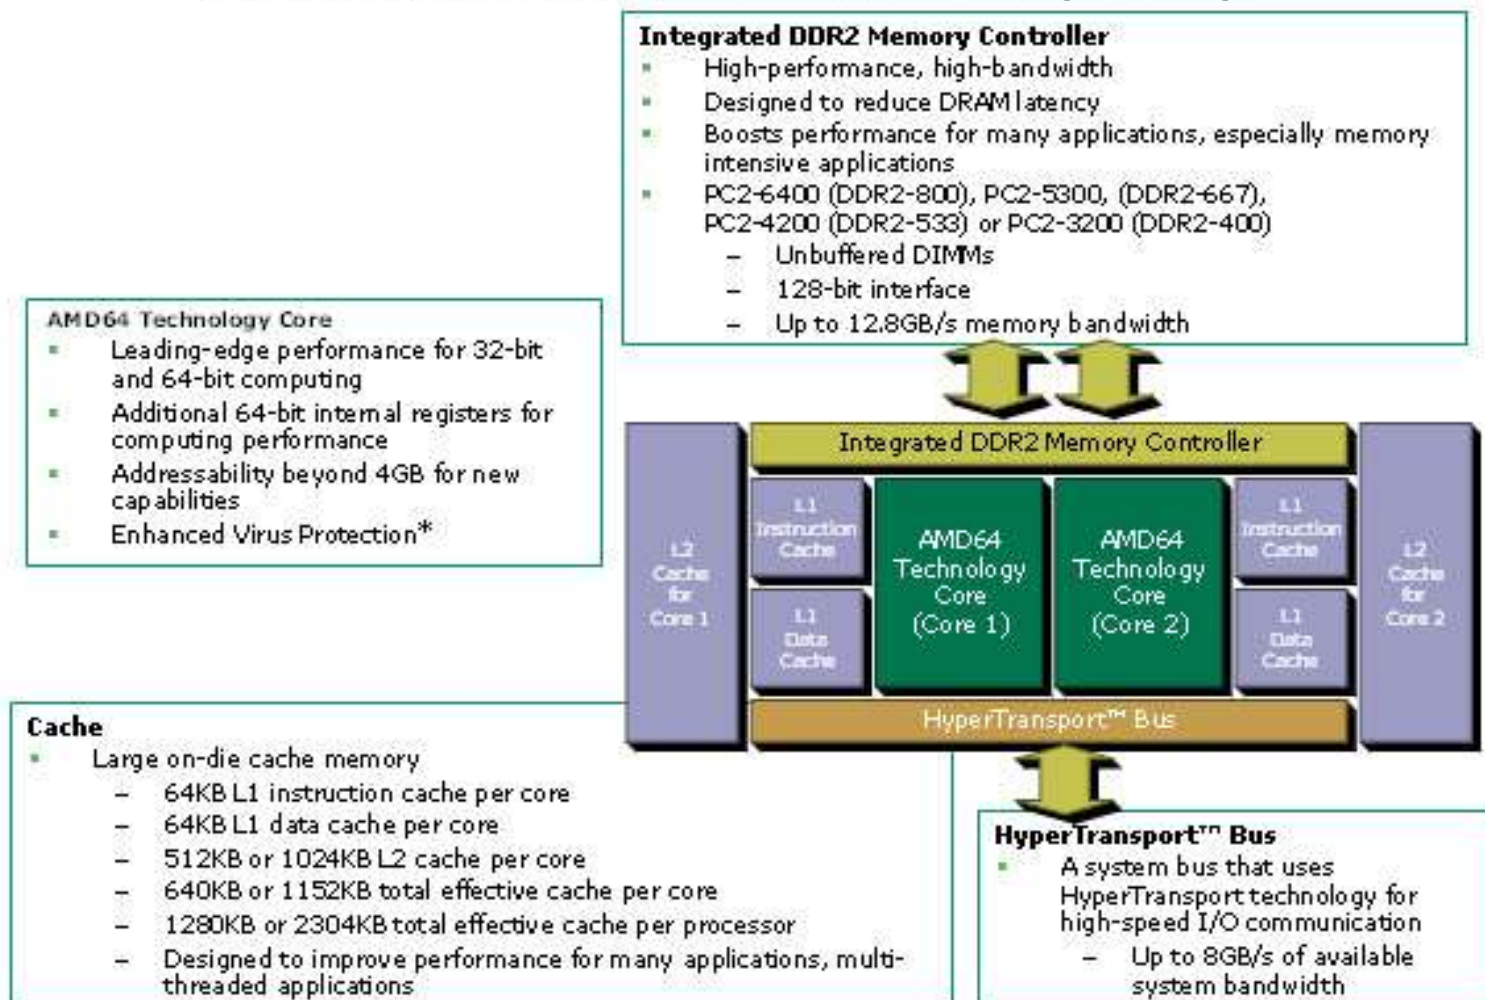 Integrated DDR2 Memory Controller
High-performance, high-bandwidth
Designed to reduce DRAM latency
Boosts performance for many applications, especially memory
intensive applications
PC2-6400 (DDR2-800), PC2-5300, (DDR2-667),
PC2-4200 (DDR2-533) or PC2-3200 (DDR2-400)
– Unbuffered DIMMs
– 128-bit interface
– Up to 12.8GB/s memory bandwidth
AMD64 Technology Core
Leading-edge performance for 32-bit
and 64-bit computing
Additional 64-bit internal registers for
computing performance
Addressability beyond 4GB for new
capabilities
Enhanced Virus Protection*
Integrated DDR2 Memory Controller
L2
Cache
for
Core 1
L1
Instruction
Cache
L1
Data
Cache
AMD64
Technology
Core
(Core 1)
AMD64
Technology
Core
(Core 2)
L1
Instruction
Cache
L1
Data
Cache
L2
Cache
for
Core 2
HyperTransport™ Bus
Cache
Large on-die cache memory
– 64KB L1 instruction cache per core
– 64KB L1 data cache per core
– 512KB or 1024KB L2 cache per core
– 640KB or 1152KB total effective cache per core
– 1280KB or 2304KB total effective cache per processor
– Designed to improve performance for many applications, multi-
threaded applications
HyperTransport™ Bus
A system bus that uses
HyperTransport technology for
high-speed I/O communication
– Up to 8GB/s of available
system bandwidth